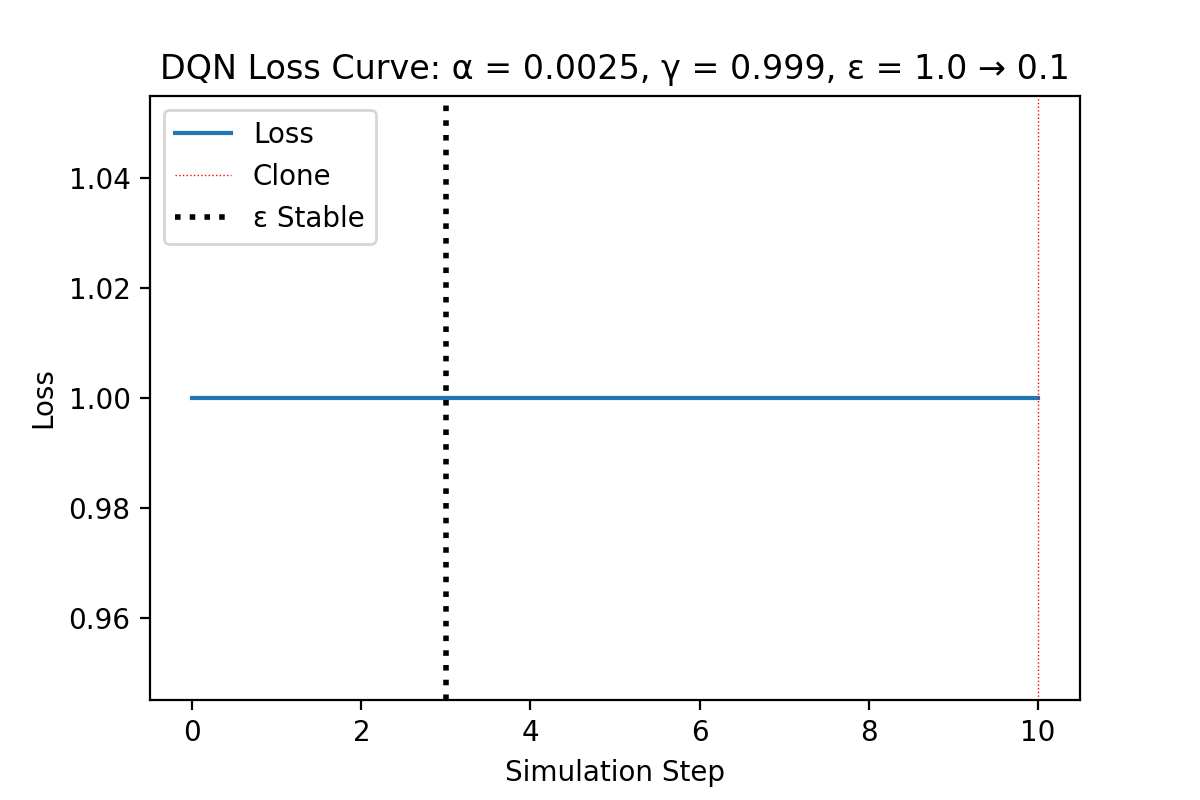 DQN Loss Curve: α = 0.0025, γ = 0.999, ε = 1.0 → 0.1
Loss
Clone
ε Stable
1.04
1.02
1.00
0.98
0.96
Loss
0 2 4 6 8 10
Simulation Step